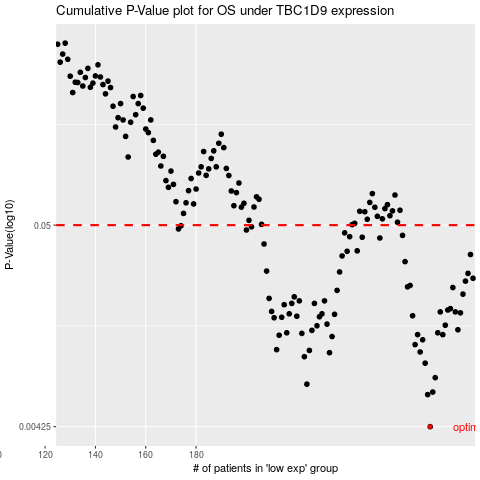 Cumulative P-Value plot for OS under TBC1D9 expression
P-Value(log10)
0.05
0.00425
optim
0
120
140
160
180
# of patients in 'low exp' group